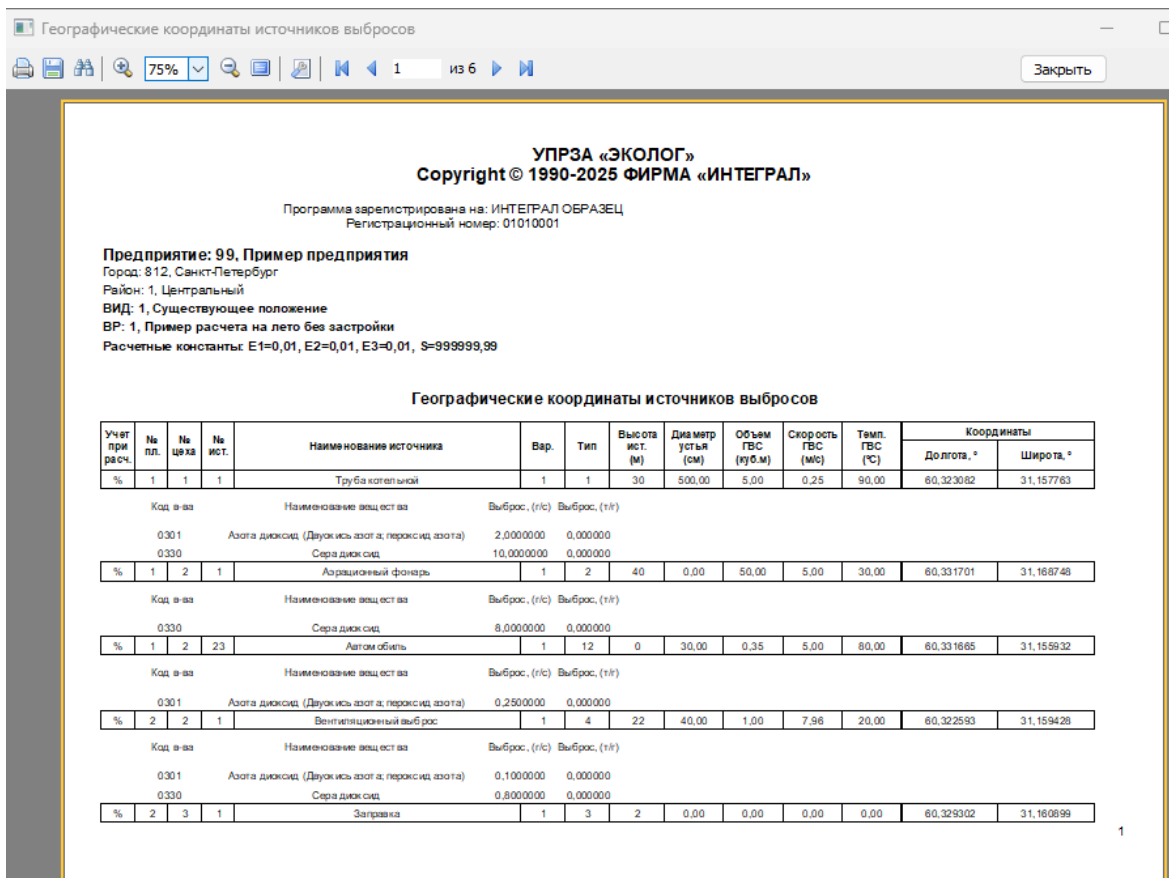 Географические координаты источников выбросов
75% 1 из 6 Закрыть
УПРЗА «ЭКОЛОГ»
Copyright © 1990-2025 ФИРМА «ИНТЕГРАЛ»
Программа зарегистрирована на: ИНТЕГРАЛ ОБРАЗЕЦ
Регистрационный номер: 01010001
Предприятие: 99, Пример предприятия
Город: 812, Санкт-Петербург
Район: 1, Центральный
ВИД: 1, Существующее положение
ВР: 1, Пример расчета на лето без застройки
Расчетные константы: E1=0,01, E2=0,01, E3=0,01, S=999999,99
Географические координаты источников выбросов
Учет при расч. № пл. № цеха № ист. Наименование источника Вар. Тип Высота ист. (м) Диаметр устья (см) Объем ГВС (куб.м) Скорость ГВС (м/с) Темп. ГВС (°С) Координаты
Долгота, ° Широта, °
% 1 1 1 Труба котельной 1 1 30 500,00 5,00 0,25 90,00 60,323082 31,157763
Код в-ва Наименование вещества Выброс, (г/с) Выброс, (т/г)
0301 Азота диоксид (Двуокись азота; пероксид азота) 2,0000000 0,000000
0330 Сера диоксид 10,0000000 0,000000
% 1 2 1 Аэрационный фонарь 1 2 40 0,00 50,00 5,00 30,00 60,331701 31,168748
Код в-ва Наименование вещества Выброс, (г/с) Выброс, (т/г)
0330 Сера диоксид 8,0000000 0,000000
% 1 2 23 Автомобиль 1 12 0 30,00 0,35 5,00 80,00 60,331665 31,155932
Код в-ва Наименование вещества Выброс, (г/с) Выброс, (т/г)
0301 Азота диоксид (Двуокись азота; пероксид азота) 0,2500000 0,000000
% 2 2 1 Вентиляционный выброс 1 4 22 40,00 1,00 7,96 20,00 60,322593 31,159428
Код в-ва Наименование вещества Выброс, (г/с) Выброс, (т/г)
0301 Азота диоксид (Двуокись азота; пероксид азота) 0,1000000 0,000000
0330 Сера диоксид 0,8000000 0,000000
% 2 3 1 Заправка 1 3 2 0,00 0,00 0,00 0,00 60,329302 31,160899
1